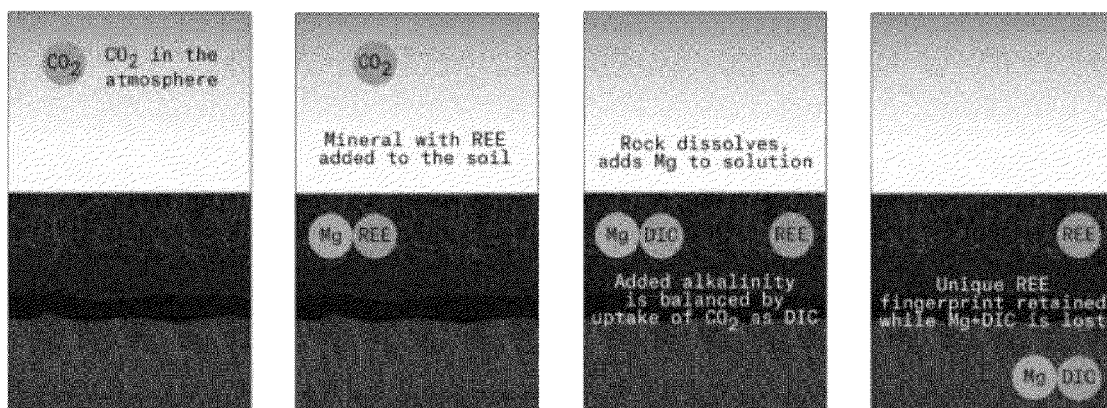 CO₂
CO₂ in the
atmosphere
CO₂
Mineral with REE
added to the soil
Mg REE
Rock dissolves,
adds Mg to solution
Mg DIC REE
Added alkalinity
is balanced by
uptake of CO₂ as DIC
REE
Unique REE
fingerprint retained
while Mg+DIC is lost
Mg DIC